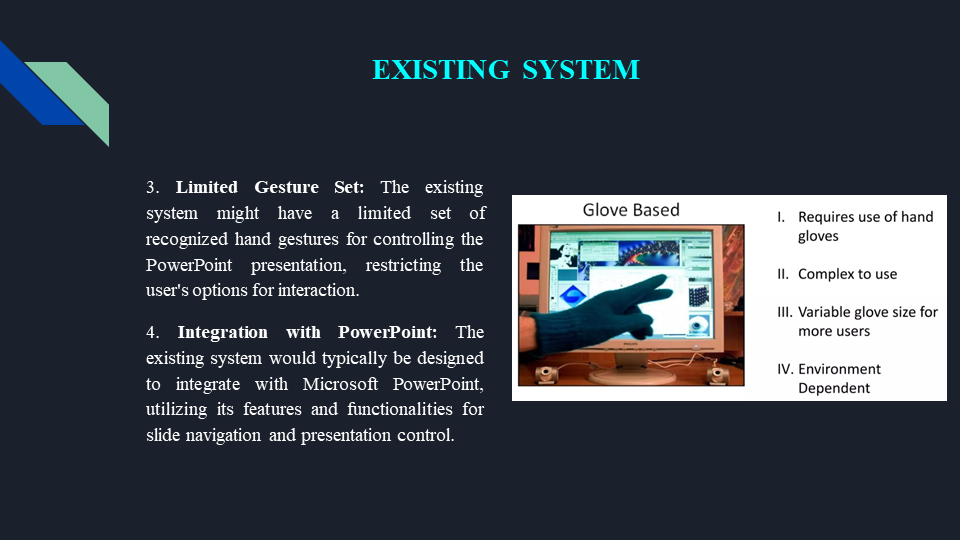 EXISTING SYSTEM
3. Limited Gesture Set: The existing
system might have a limited set of
recognized hand gestures for controlling the
PowerPoint presentation, restricting the
user's options for interaction.
4. Integration with PowerPoint: The
existing system would typically be designed
to integrate with Microsoft PowerPoint,
utilizing its features and functionalities for
slide navigation and presentation control.
Glove Based
I. Requires use of hand
gloves
II. Complex to use
III. Variable glove size for
more users
IV. Environment
Dependent